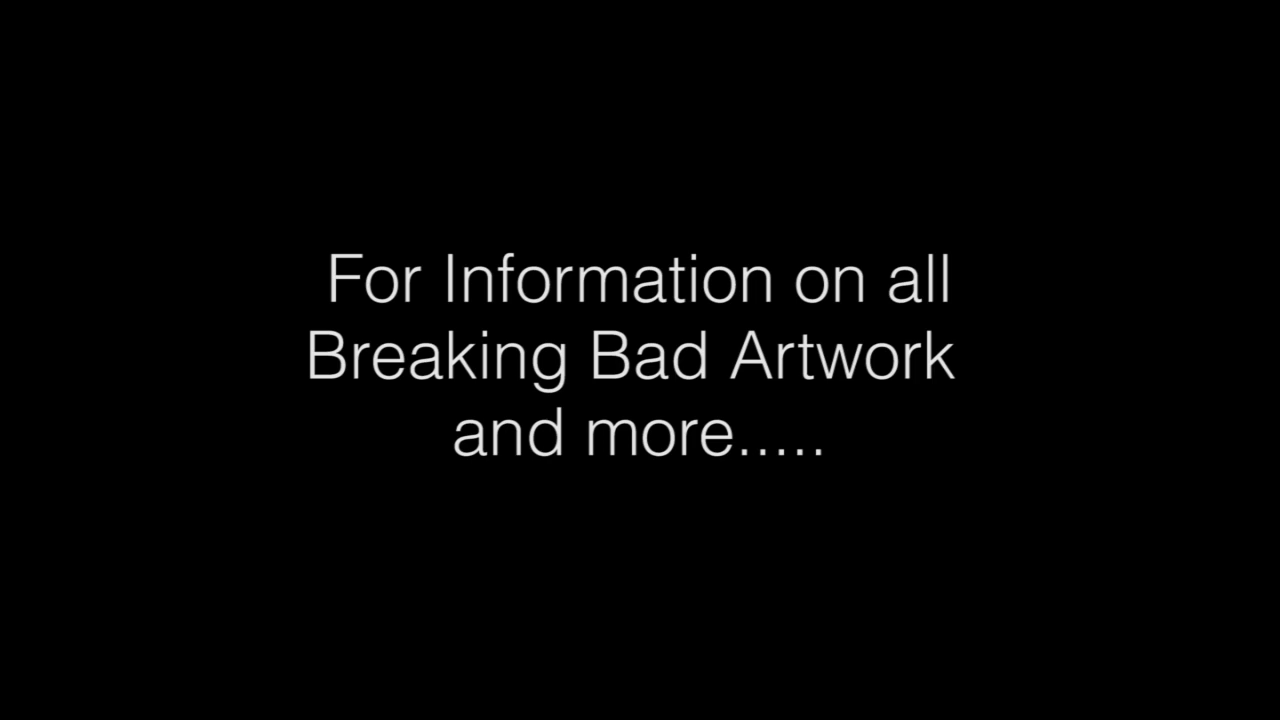 For Information on all
Breaking Bad Artwork
and more.....